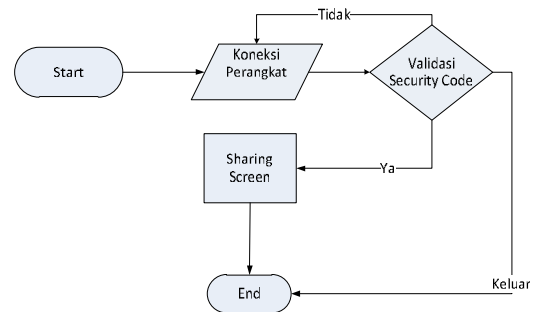 Tidak
Start
Koneksi
Perangkat
Validasi
Security Code
Sharing
Screen
Ya
Keluar
End